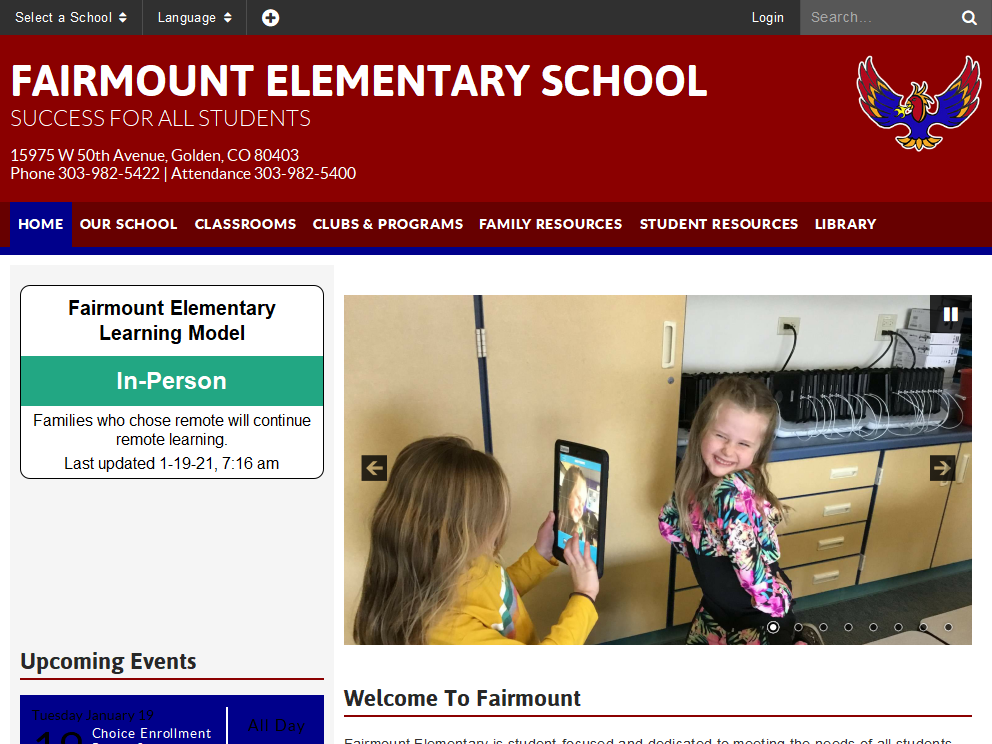 Select a School
Language
Login
Search...
FAIRMOUNT ELEMENTARY SCHOOL
SUCCESS FOR ALL STUDENTS
15975 W 50th Avenue, Golden, CO 80403
Phone 303-982-5422 | Attendance 303-982-5400
HOME
OUR SCHOOL
CLASSROOMS
CLUBS & PROGRAMS
FAMILY RESOURCES
STUDENT RESOURCES
LIBRARY
Fairmount Elementary
Learning Model
In-Person
Families who chose remote will continue
remote learning.
Last updated 1-19-21, 7:16 am
Upcoming Events
Tuesday January 19
19
Choice Enrollment
All Day
Welcome To Fairmount
Fairmount Elementary is student-focused and dedicated to meeting the needs of all students